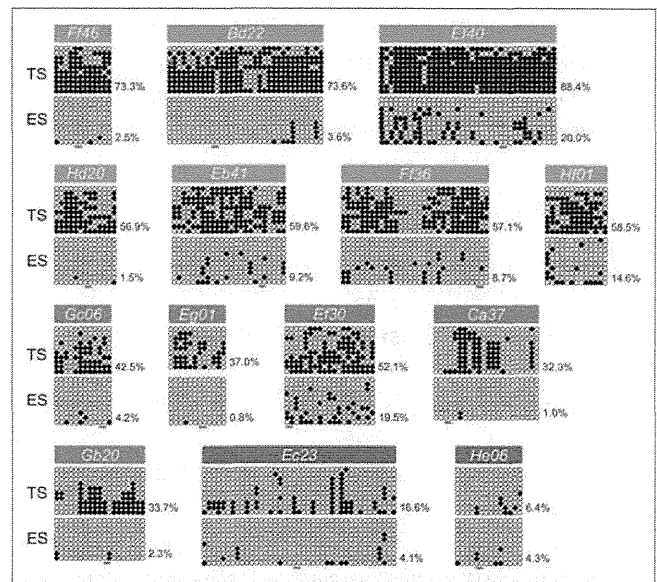 Ff46 Bd22 Ef40
TS 73.3% 73.6% 88.4%
ES 2.5% 3.6% 20.0%
Hd20 Eb41 Ff36 Hf01
TS 56.9% 59.6% 57.1% 58.5%
ES 1.5% 9.2% 8.7% 14.6%
Gc06 Eg01 Ef30 Ca37
TS 42.5% 37.0% 52.1% 32.3%
ES 4.2% 0.8% 19.5% 1.0%
Gb20 Ec23 He06
TS 33.7% 16.6% 6.4%
ES 2.3% 4.1% 4.3%